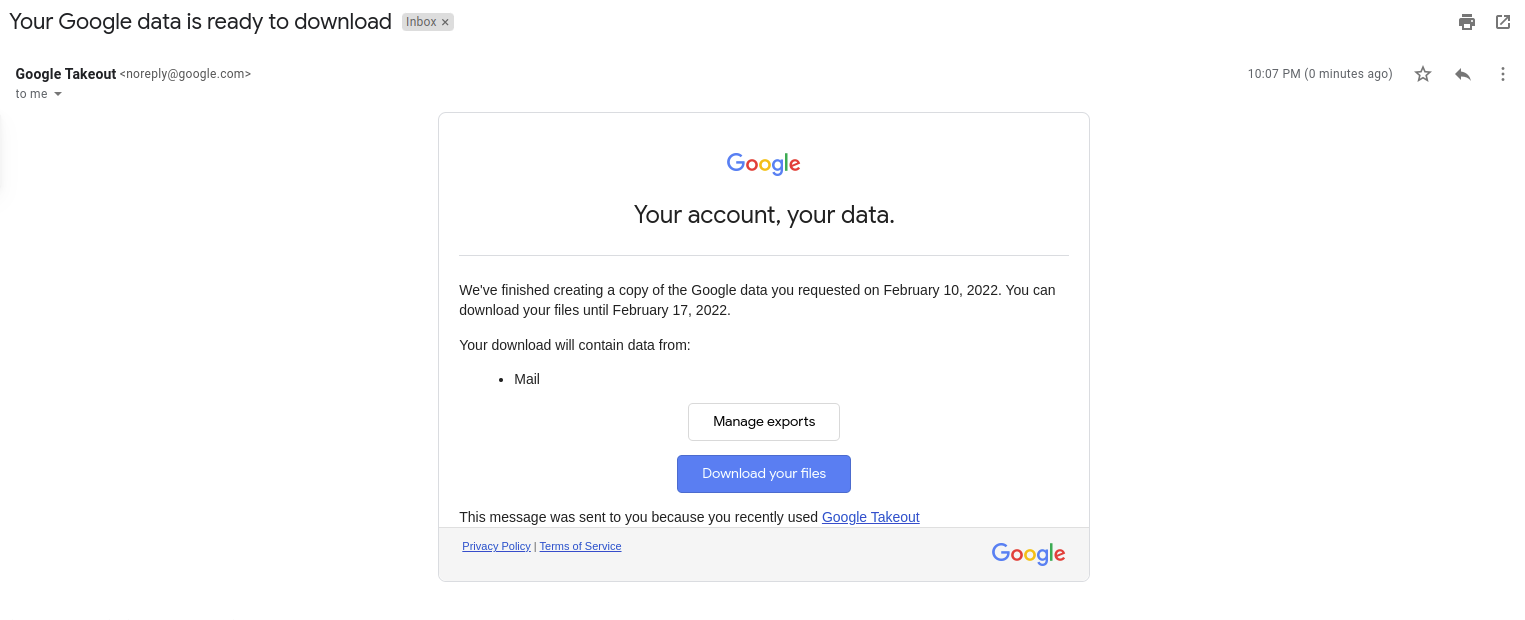 Your Google data is ready to download Inbox ×
Google Takeout <noreply@google.com> 10:07 PM (0 minutes ago)
to me
Google
Your account, your data.
We've finished creating a copy of the Google data you requested on February 10, 2022. You can
download your files until February 17, 2022.
Your download will contain data from:
• Mail
Manage exports
Download your files
This message was sent to you because you recently used Google Takeout
Privacy Policy | Terms of Service Google